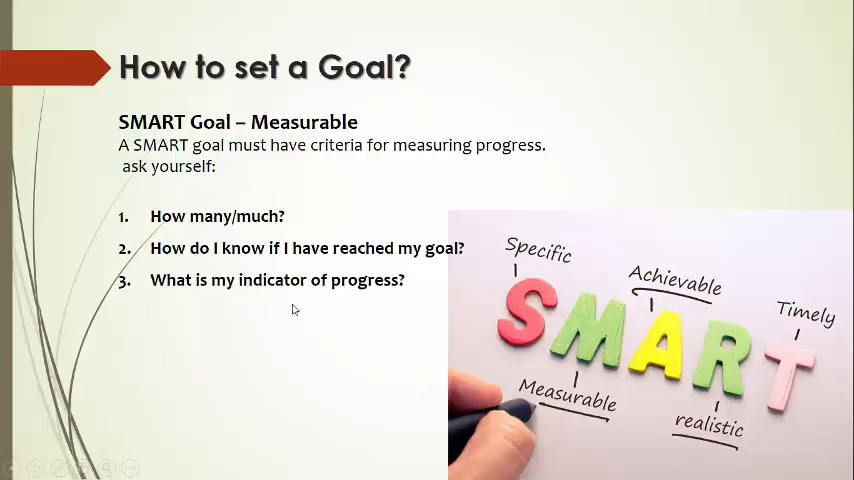 How to set a Goal?
SMART Goal – Measurable
A SMART goal must have criteria for measuring progress.
ask yourself:
1. How many/much?
2. How do I know if I have reached my goal?
3. What is my indicator of progress?
Specific
Achievable
Timely
SMART
Measurable
realistic